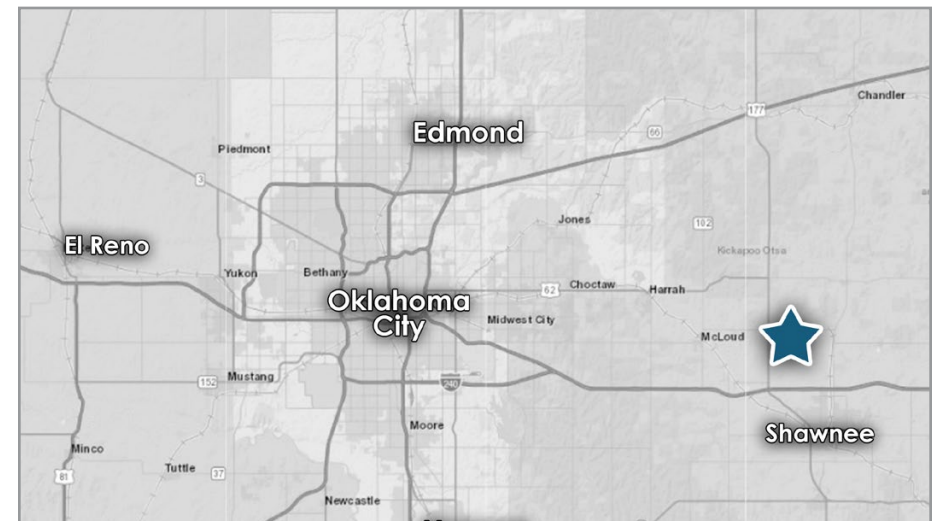 Chandler
177
Edmond
66
Piedmont
3
Jones
102
El Reno
Kickapoo Otsa
Yukon
Bethany
Choctaw
Harrah
62
Oklahoma
City
Midwest City
McLoud
Mustang
152
240
Moore
Shawnee
Minco
Tuttle
37
81
Newcastle